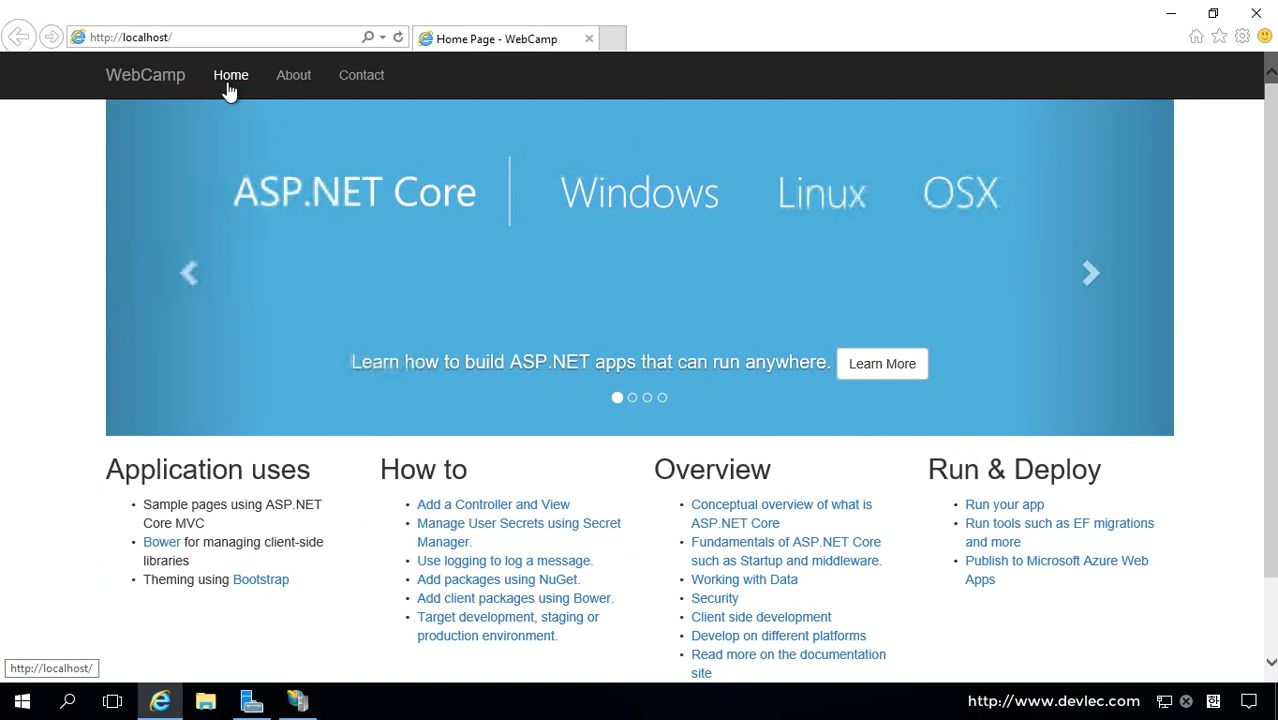 http://localhost/
Home Page - WebCamp
WebCamp Home About Contact
ASP.NET Core Windows Linux OSX
Learn how to build ASP.NET apps that can run anywhere. Learn More
Application uses
• Sample pages using ASP.NET
Core MVC
• Bower for managing client-side
libraries
• Theming using Bootstrap
How to
• Add a Controller and View
• Manage User Secrets using Secret
Manager.
• Use logging to log a message.
• Add packages using NuGet.
• Add client packages using Bower.
• Target development, staging or
production environment.
Overview
• Conceptual overview of what is
ASP.NET Core
• Fundamentals of ASP.NET Core
such as Startup and middleware.
• Working with Data
• Security
• Client side development
• Develop on different platforms
• Read more on the documentation
site
Run & Deploy
• Run your app
• Run tools such as EF migrations
and more
• Publish to Microsoft Azure Web
Apps
http://localhost/
http://www.devlec.com